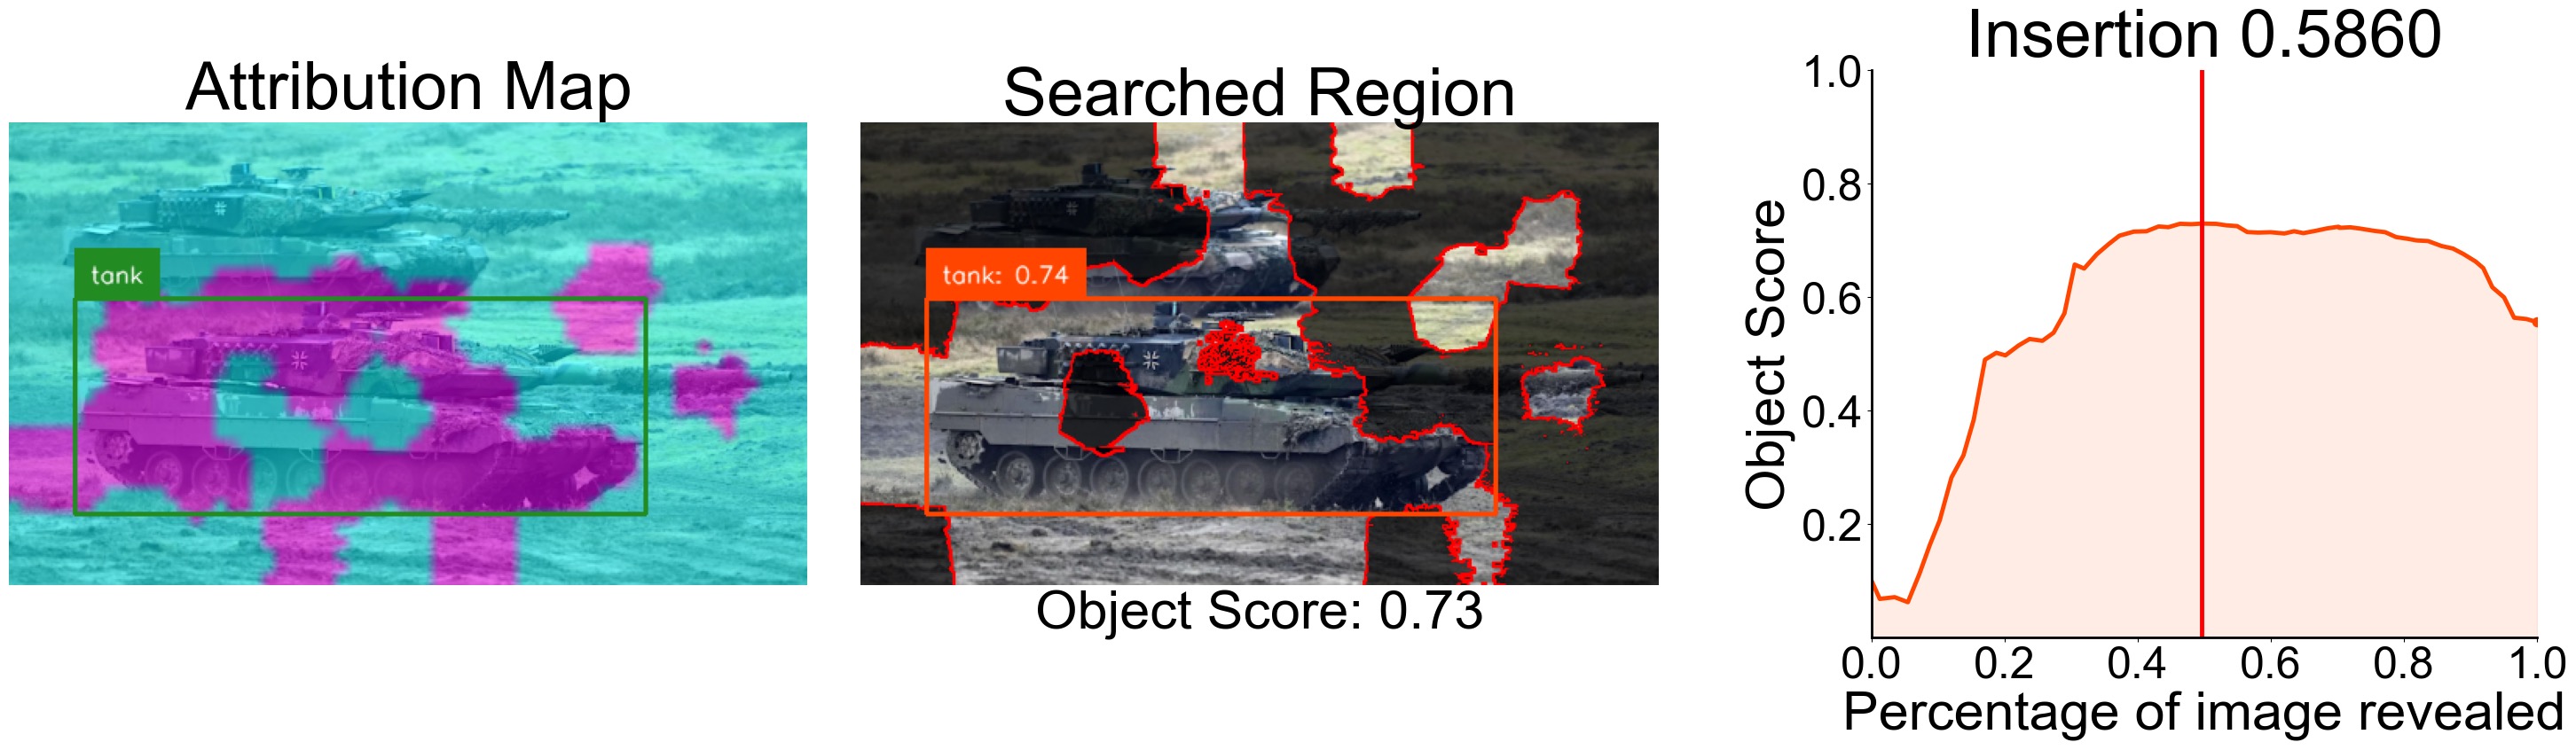 Attribution Map
tank
Searched Region
tank: 0.74
Object Score: 0.73
Insertion 0.5860
Object Score
1.0
0.8
0.6
0.4
0.2
0.0 0.2 0.4 0.6 0.8 1.0
Percentage of image revealed